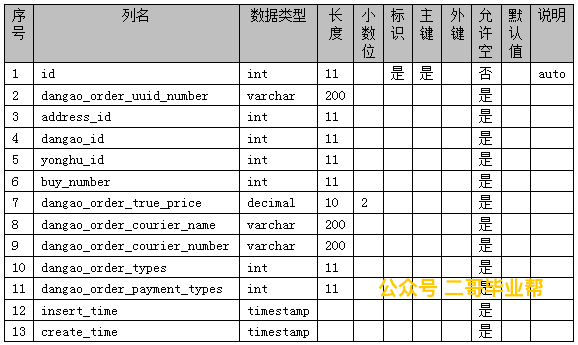 序号 列名 数据类型 长度 小数位 标识 主键 外键 允许空 默认值 说明
1 id int 11 是 是 否 auto
2 dangao_order_uuid_number varchar 200 是
3 address_id int 11 是
4 dangao_id int 11 是
5 yonghu_id int 11 是
6 buy_number int 11 是
7 dangao_order_true_price decimal 10 2 是
8 dangao_order_courier_name varchar 200 是
9 dangao_order_courier_number varchar 200 是
10 dangao_order_types int 11 是
11 dangao_order_payment_types int 11 是
公众号 二哥毕业帮
12 insert_time timestamp 是
13 create_time timestamp 是